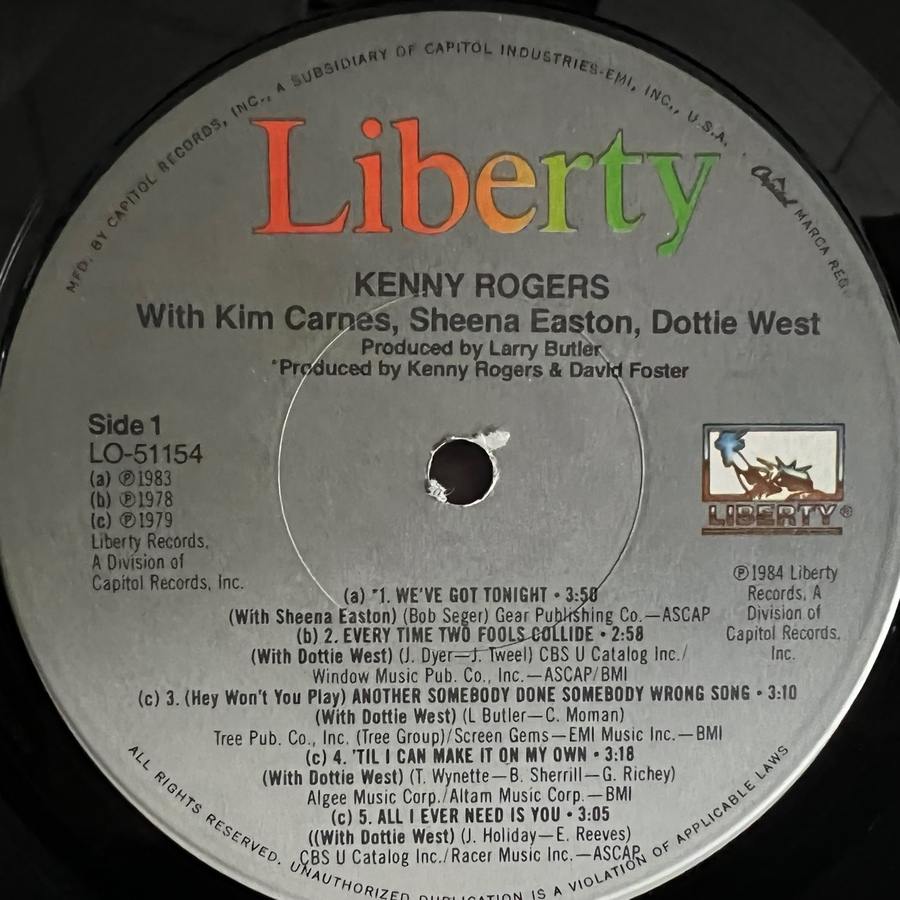 MFD. BY CAPITOL RECORDS, INC., A SUBSIDIARY OF CAPITOL INDUSTRIES-EMI, INC., U.S.A. · Capitol MARCA REG.
Liberty
KENNY ROGERS
With Kim Carnes, Sheena Easton, Dottie West
Produced by Larry Butler
*Produced by Kenny Rogers & David Foster
Side 1
LO-51154
(a) ℗1983
(b) ℗1978
(c) ℗1979
Liberty Records,
A Division of
Capitol Records, Inc.
LIBERTY®
℗1984 Liberty
Records, A
Division of
Capitol Records,
Inc.
(a) *1. WE'VE GOT TONIGHT • 3:50
(With Sheena Easton) (Bob Seger) Gear Publishing Co.—ASCAP
(b) 2. EVERY TIME TWO FOOLS COLLIDE • 2:58
(With Dottie West) (J. Dyer—J. Tweel) CBS U Catalog Inc./
Window Music Pub. Co., Inc.—ASCAP/BMI
(c) 3. (Hey Won't You Play) ANOTHER SOMEBODY DONE SOMEBODY WRONG SONG • 3:10
(With Dottie West) (L Butler—C. Moman)
Tree Pub. Co., Inc. (Tree Group)/Screen Gems—EMI Music Inc.—BMI
(c) 4. 'TIL I CAN MAKE IT ON MY OWN • 3:18
(With Dottie West) (T. Wynette—B. Sherrill—G. Richey)
Algee Music Corp./Altam Music Corp.—BMI
(c) 5. ALL I EVER NEED IS YOU • 3:05
((With Dottie West) (J. Holiday—E. Reeves)
CBS U Catalog Inc./Racer Music Inc.—ASCAP
ALL RIGHTS RESERVED. UNAUTHORIZED DUPLICATION IS A VIOLATION OF APPLICABLE LAWS